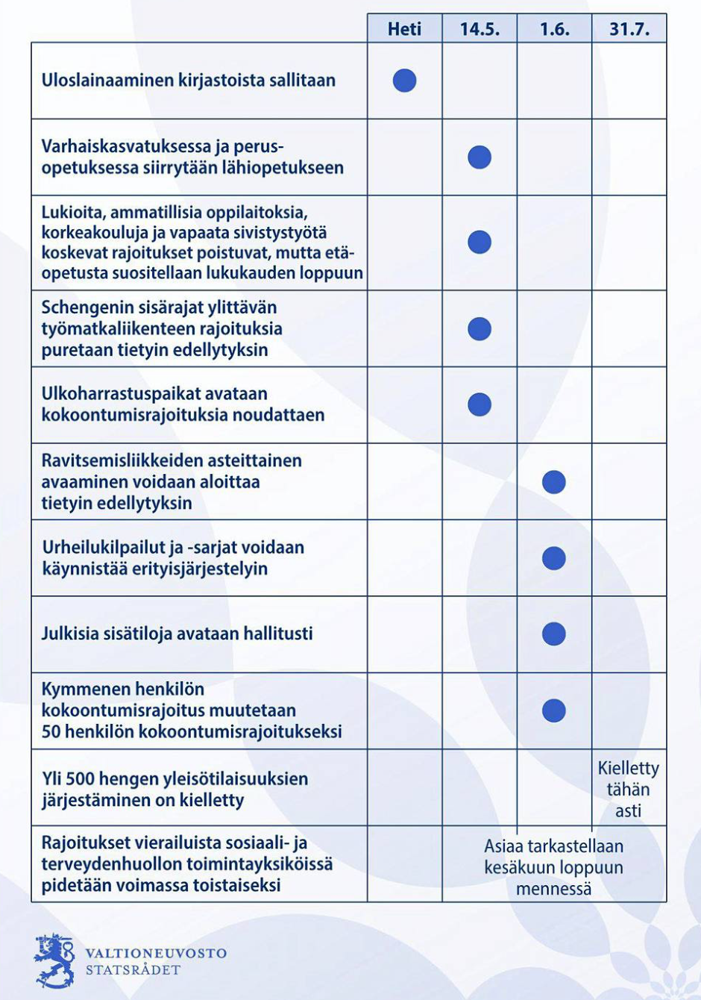 Heti 14.5. 1.6. 31.7.
Uloslainaaminen kirjastoista sallitaan
Varhaiskasvatuksessa ja perus-
opetuksessa siirrytään lähiopetukseen
Lukioita, ammatillisia oppilaitoksia,
korkeakouluja ja vapaata sivistystyötä
koskevat rajoitukset poistuvat, mutta etä-
opetusta suositellaan lukukauden loppuun
Schengenin sisärajat ylittävän
työmatkaliikenteen rajoituksia
puretaan tietyin edellytyksin
Ulkoharrastuspaikat avataan
kokoontumisrajoituksia noudattaen
Ravitsemisliikkeiden asteittainen
avaaminen voidaan aloittaa
tietyin edellytyksin
Urheilukilpailut ja -sarjat voidaan
käynnistää erityisjärjestelyin
Julkisia sisätiloja avataan hallitusti
Kymmenen henkilön
kokoontumisrajoitus muutetaan
50 henkilön kokoontumisrajoitukseksi
Yli 500 hengen yleisötilaisuuksien
järjestäminen on kielletty
Kielletty
tähän
asti
Rajoitukset vierailuista sosiaali- ja
terveydenhuollon toimintayksiköissä
pidetään voimassa toistaiseksi
Asiaa tarkastellaan
kesäkuun loppuun
mennessä
VALTIONEUVOSTO
STATSRÅDET